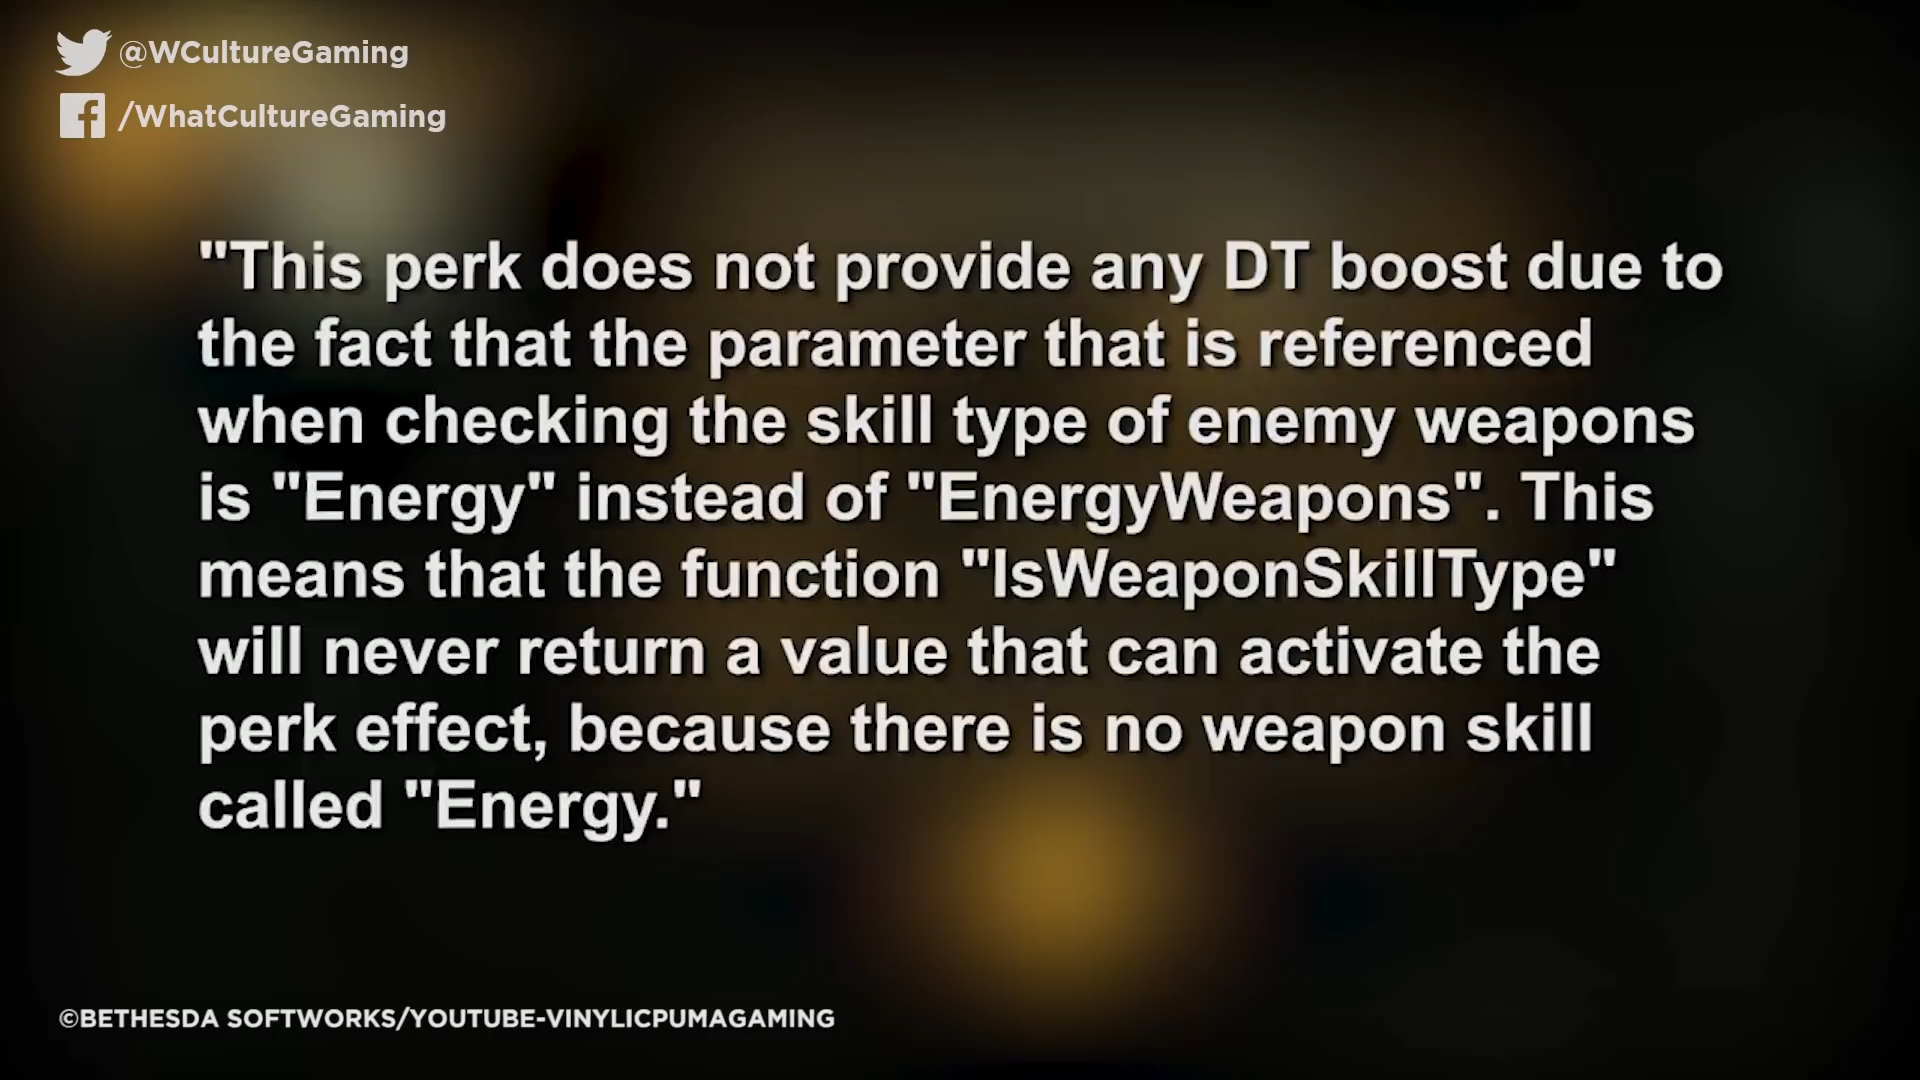 @WCultureGaming
/WhatCultureGaming
"This perk does not provide any DT boost due to
the fact that the parameter that is referenced
when checking the skill type of enemy weapons
is "Energy" instead of "EnergyWeapons". This
means that the function "IsWeaponSkillType"
will never return a value that can activate the
perk effect, because there is no weapon skill
called "Energy."
©BETHESDA SOFTWORKS/YOUTUBE-VINYLICPUMAGAMING